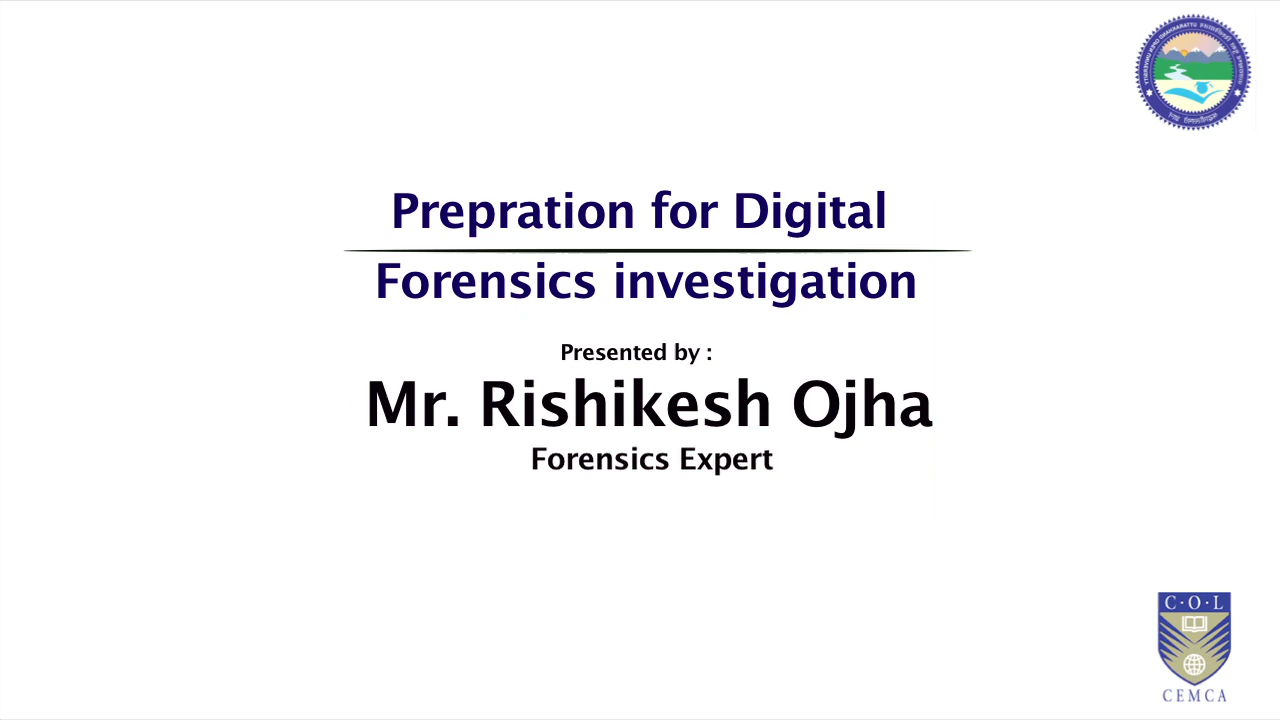 Prepration for Digital
Forensics investigation
Presented by :
Mr. Rishikesh Ojha
Forensics Expert
C·O·L
CEMCA